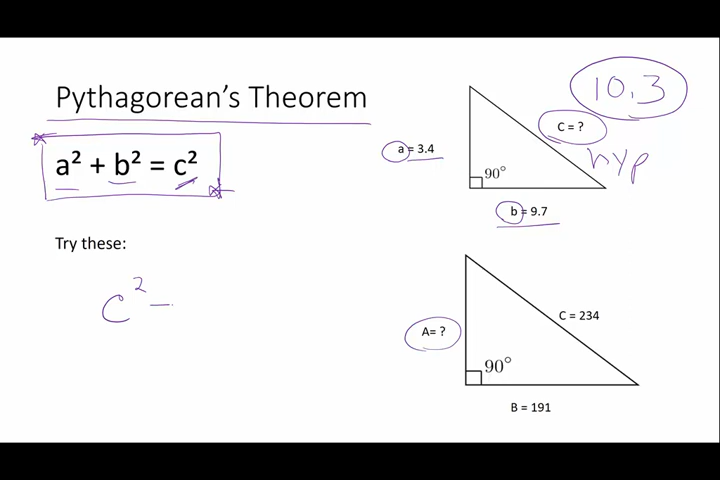 Pythagorean's Theorem
a² + b² = c²
Try these:
c² –
10.3
C = ?
hyp
a = 3.4
90°
b = 9.7
C = 234
A= ?
90°
B = 191